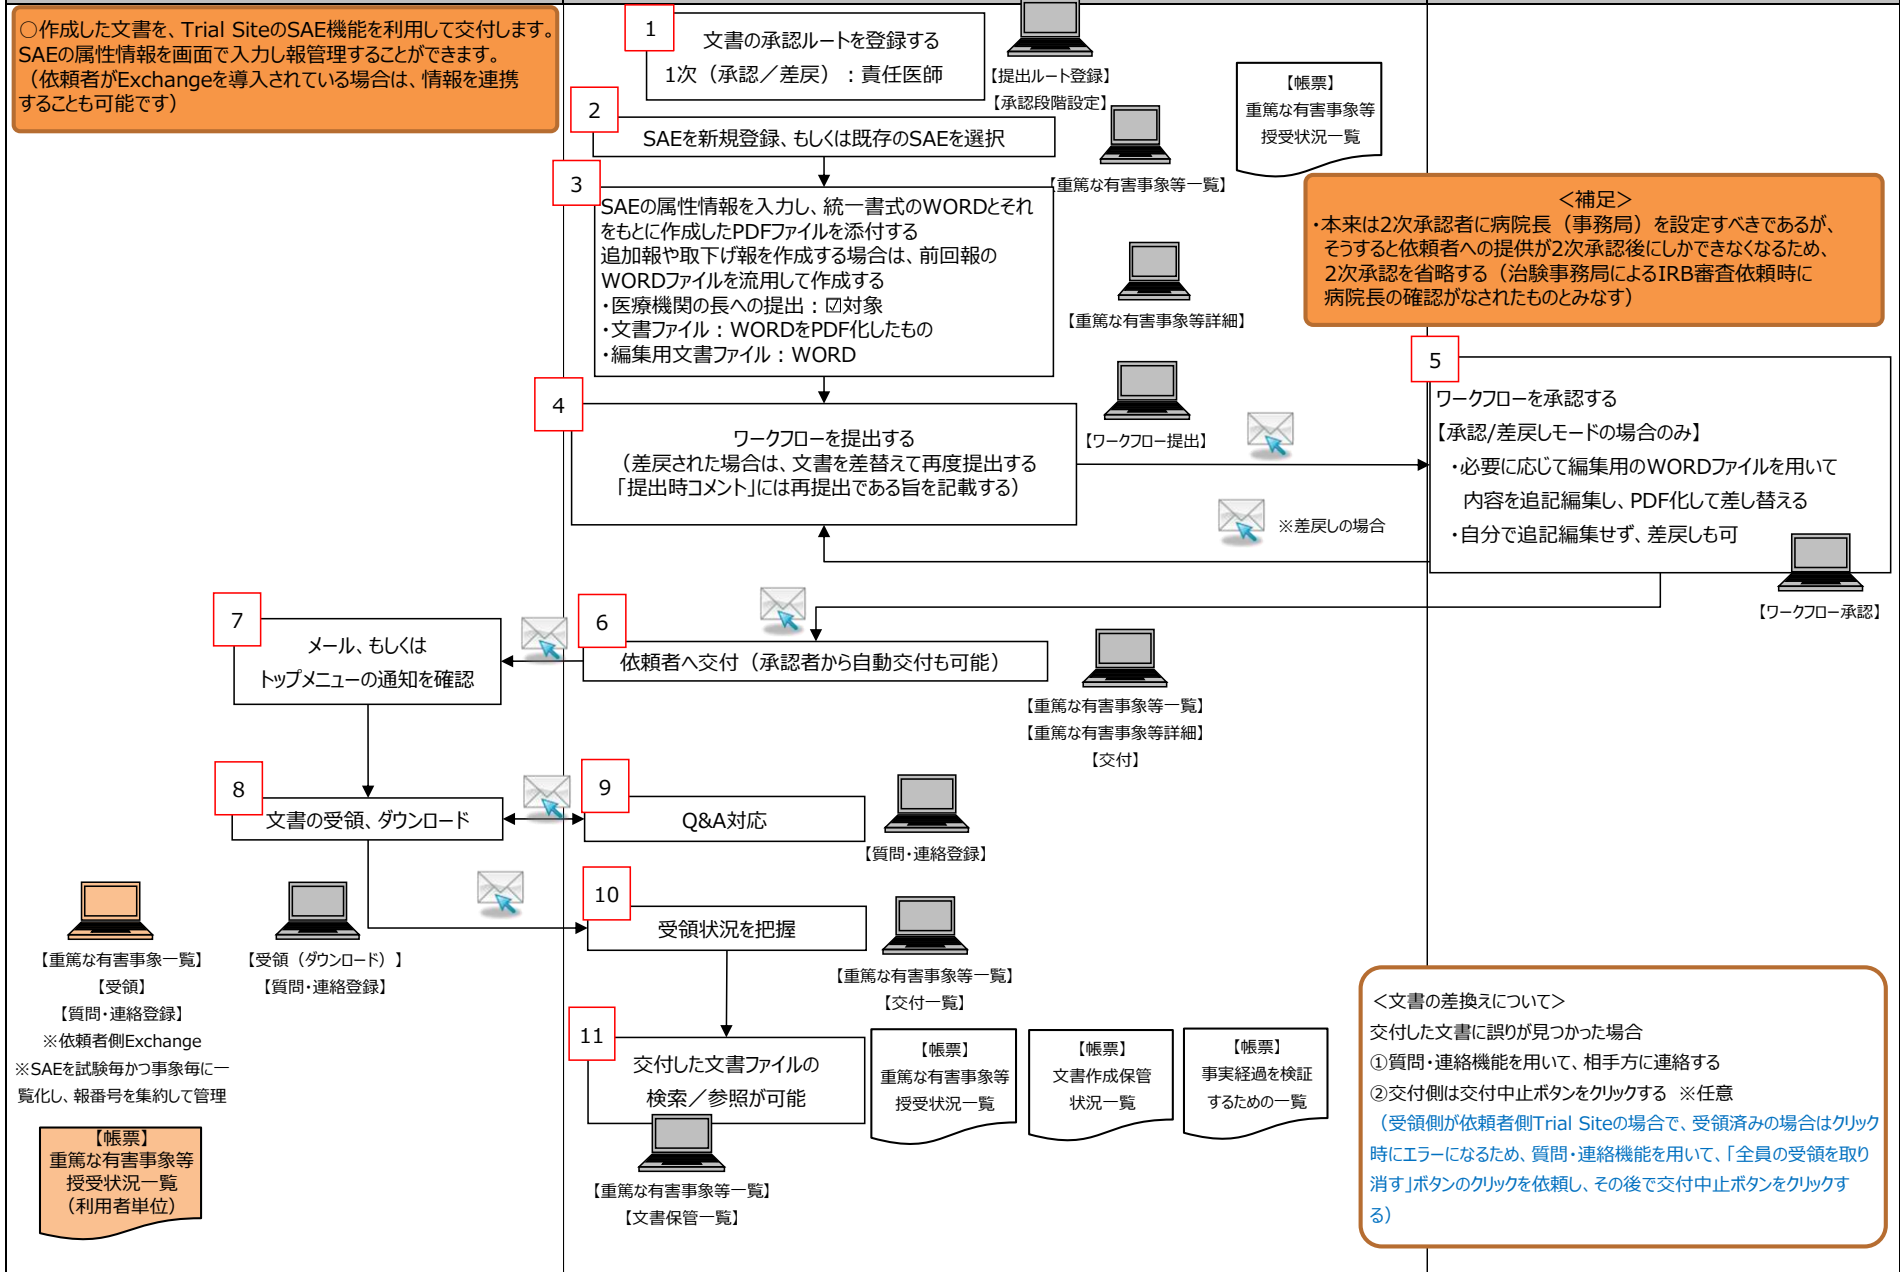 ○作成した文書を、Trial SiteのSAE機能を利用して交付します。
SAEの属性情報を画面で入力し報管理することができます。
（依頼者がExchangeを導入されている場合は、情報を連携
することも可能です）
1
文書の承認ルートを登録する
1次（承認／差戻）：責任医師
【提出ルート登録】
【承認段階設定】
【帳票】
重篤な有害事象等
授受状況一覧
2
SAEを新規登録、もしくは既存のSAEを選択
【重篤な有害事象等一覧】
3
SAEの属性情報を入力し、統一書式のWORDとそれ
をもとに作成したPDFファイルを添付する
追加報や取下げ報を作成する場合は、前回報の
WORDファイルを流用して作成する
・医療機関の長への提出：☑対象
・文書ファイル：WORDをPDF化したもの
・編集用文書ファイル：WORD
【重篤な有害事象等詳細】
＜補足＞
・本来は2次承認者に病院長（事務局）を設定すべきであるが、
そうすると依頼者への提供が2次承認後にしかできなくなるため、
2次承認を省略する（治験事務局によるIRB審査依頼時に
病院長の確認がなされたものとみなす）
4
ワークフローを提出する
（差戻された場合は、文書を差替えて再度提出する
「提出時コメント」には再提出である旨を記載する）
【ワークフロー提出】
※差戻しの場合
5
ワークフローを承認する
【承認/差戻しモードの場合のみ】
・必要に応じて編集用のWORDファイルを用いて
内容を追記編集し、PDF化して差し替える
・自分で追記編集せず、差戻しも可
【ワークフロー承認】
6
依頼者へ交付（承認者から自動交付も可能）
【重篤な有害事象等一覧】
【重篤な有害事象等詳細】
【交付】
7
メール、もしくは
トップメニューの通知を確認
8
文書の受領、ダウンロード
9
Q&A対応
【質問・連絡登録】
【重篤な有害事象一覧】
【受領】
【質問・連絡登録】
※依頼者側Exchange
※SAEを試験毎かつ事象毎に一
覧化し、報番号を集約して管理
【受領（ダウンロード）】
【質問・連絡登録】
10
受領状況を把握
【重篤な有害事象等一覧】
【交付一覧】
11
交付した文書ファイルの
検索／参照が可能
【重篤な有害事象等一覧】
【文書保管一覧】
【帳票】
重篤な有害事象等
授受状況一覧
【帳票】
文書作成保管
状況一覧
【帳票】
事実経過を検証
するための一覧
【帳票】
重篤な有害事象等
授受状況一覧
（利用者単位）
＜文書の差換えについて＞
交付した文書に誤りが見つかった場合
①質問・連絡機能を用いて、相手方に連絡する
②交付側は交付中止ボタンをクリックする ※任意
（受領側が依頼者側Trial Siteの場合で、受領済みの場合はクリック
時にエラーになるため、質問・連絡機能を用いて、「全員の受領を取り
消す」ボタンのクリックを依頼し、その後で交付中止ボタンをクリックす
る）